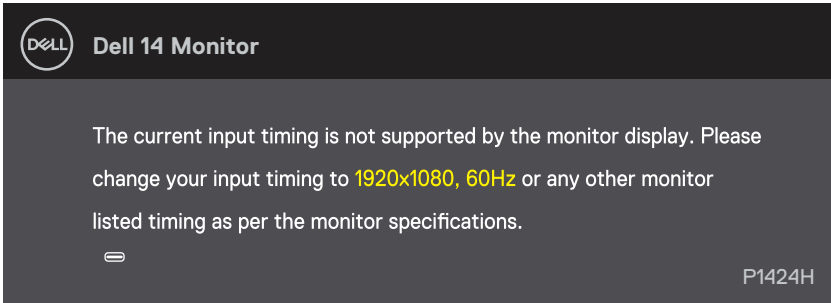 DELL
Dell 14 Monitor
The current input timing is not supported by the monitor display. Please
change your input timing to 1920x1080, 60Hz or any other monitor
listed timing as per the monitor specifications.
P1424H